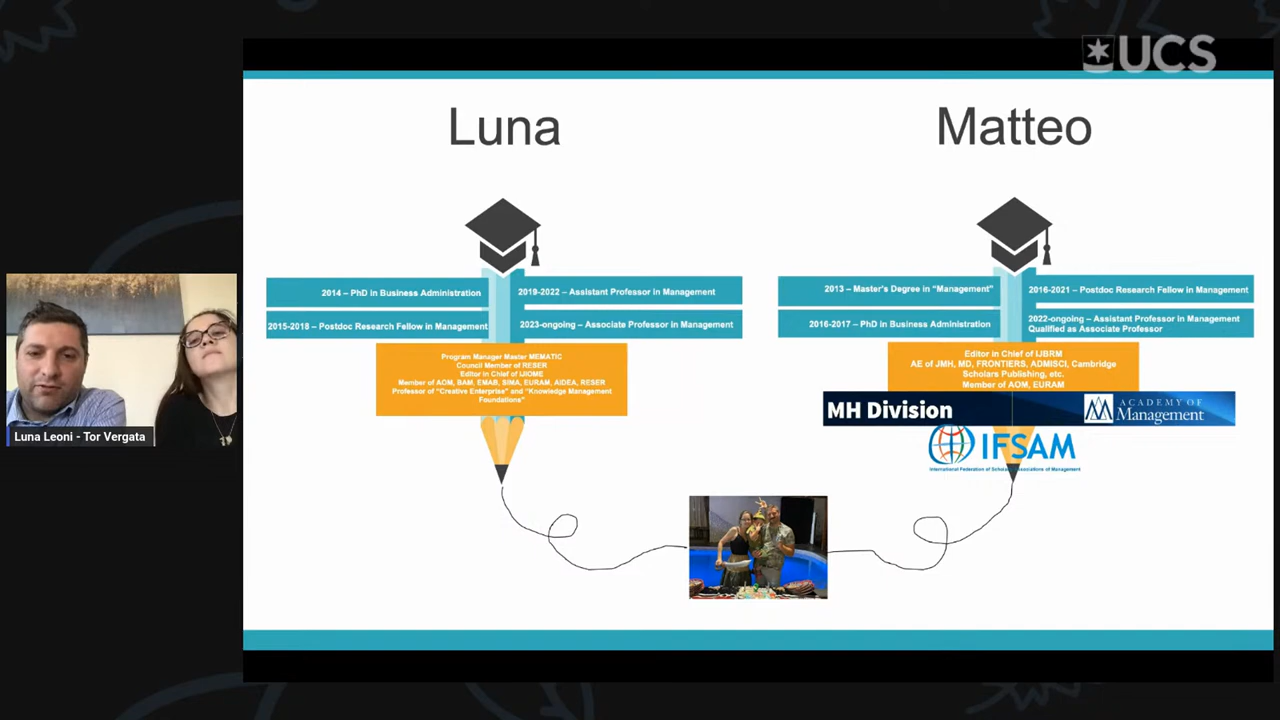 UCS
Luna
Matteo
2014 – PhD in Business Administration
2019-2022 – Assistant Professor in Management
2015-2018 – Postdoc Research Fellow in Management
2023-ongoing – Associate Professor in Management
Program Manager Master MEMATIC
Council Member of RESER
Editor in Chief of IJIOME
Member of AOM, BAM, EMAB, SIMA, EURAM, AIDEA, RESER
Professor of "Creative Enterprise" and "Knowledge Management
Foundations"
2013 – Master's Degree in "Management"
2016-2021 – Postdoc Research Fellow in Management
2016-2017 – PhD in Business Administration
2022-ongoing – Assistant Professor in Management
Qualified as Associate Professor
Editor in Chief of IJBRM
AE of JMH, MD, FRONTIERS, ADMISCI, Cambridge
Scholars Publishing, etc.
Member of AOM, EURAM
MH Division
ACADEMY OF
Management
IFSAM
International Federation of Scholarly Associations of Management
Luna Leoni - Tor Vergata